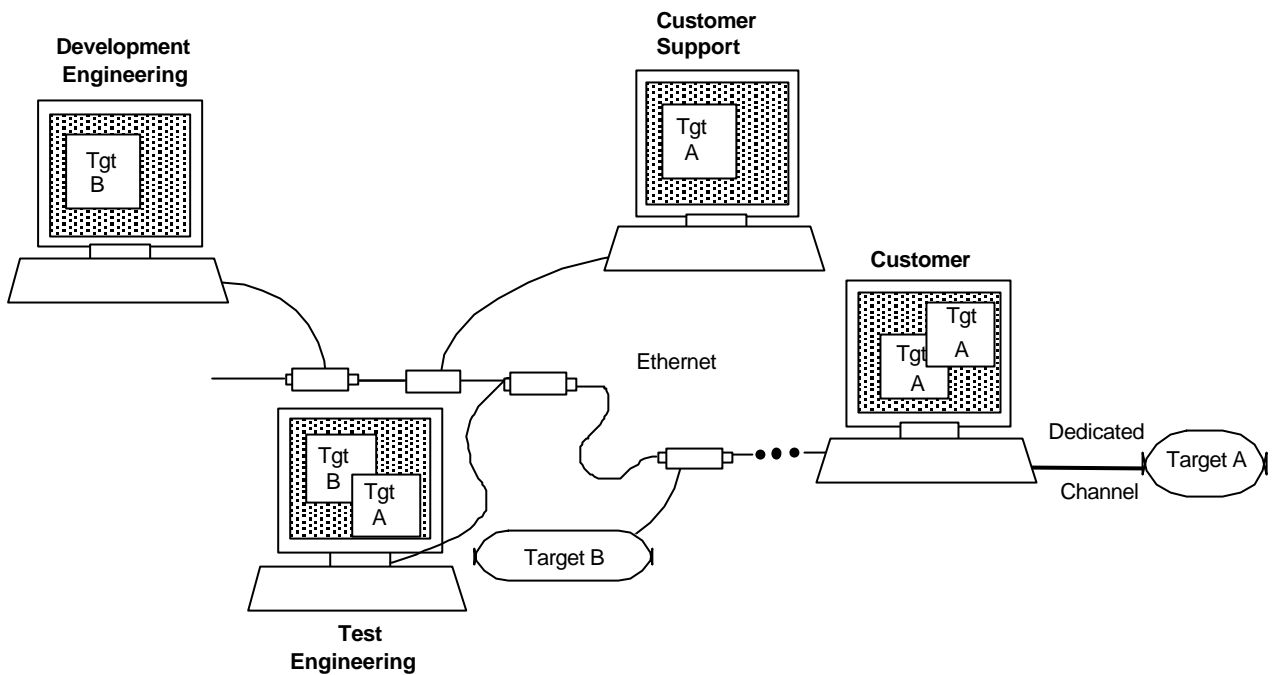 Development
Engineering
Tgt
B
Customer
Support
Tgt
A
Customer
Tgt
A
Tgt
A
Ethernet
Dedicated
Channel
Target A
Tgt
B
Tgt
A
Target B
Test
Engineering